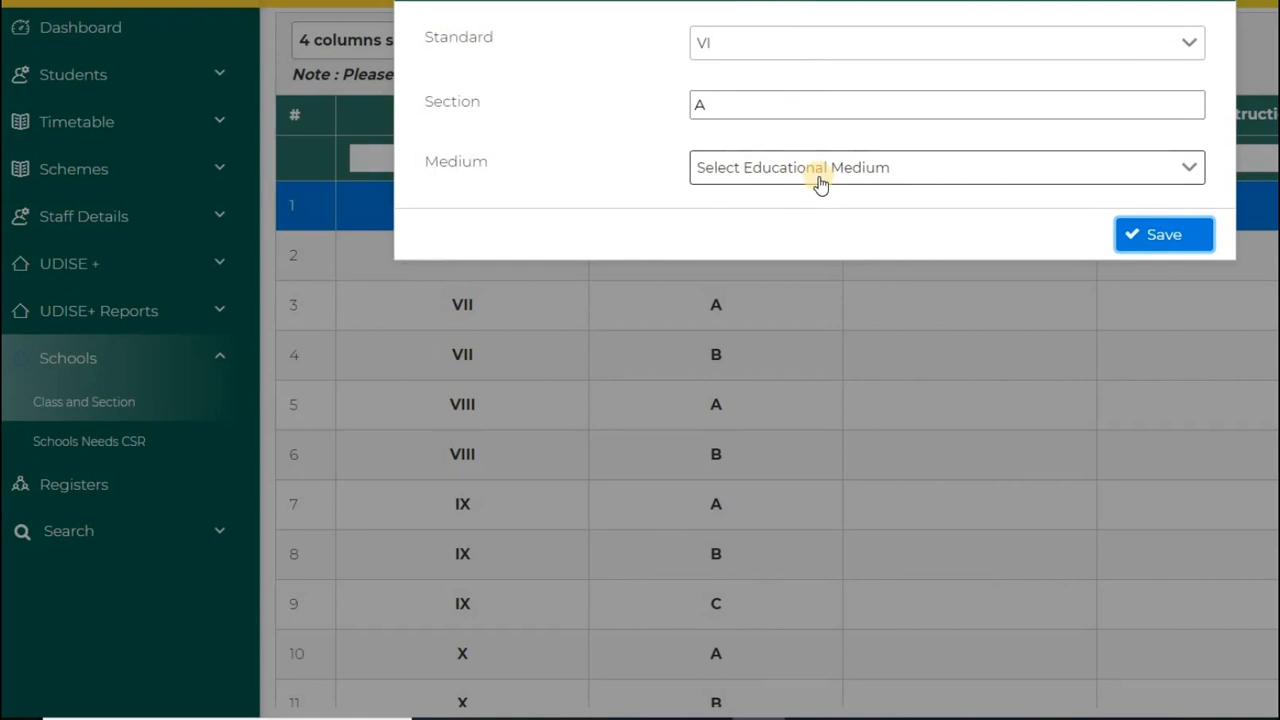 Dashboard
Students
Timetable
Schemes
Staff Details
UDISE +
UDISE+ Reports
Schools
Class and Section
Schools Needs CSR
Registers
Search
4 columns s
Note : Please
#
Standard
VI
Section
A
Medium
Select Educational Medium
Save
1
2
3 VII A
4 VII B
5 VIII A
6 VIII B
7 IX A
8 IX B
9 IX C
10 X A
11 X B